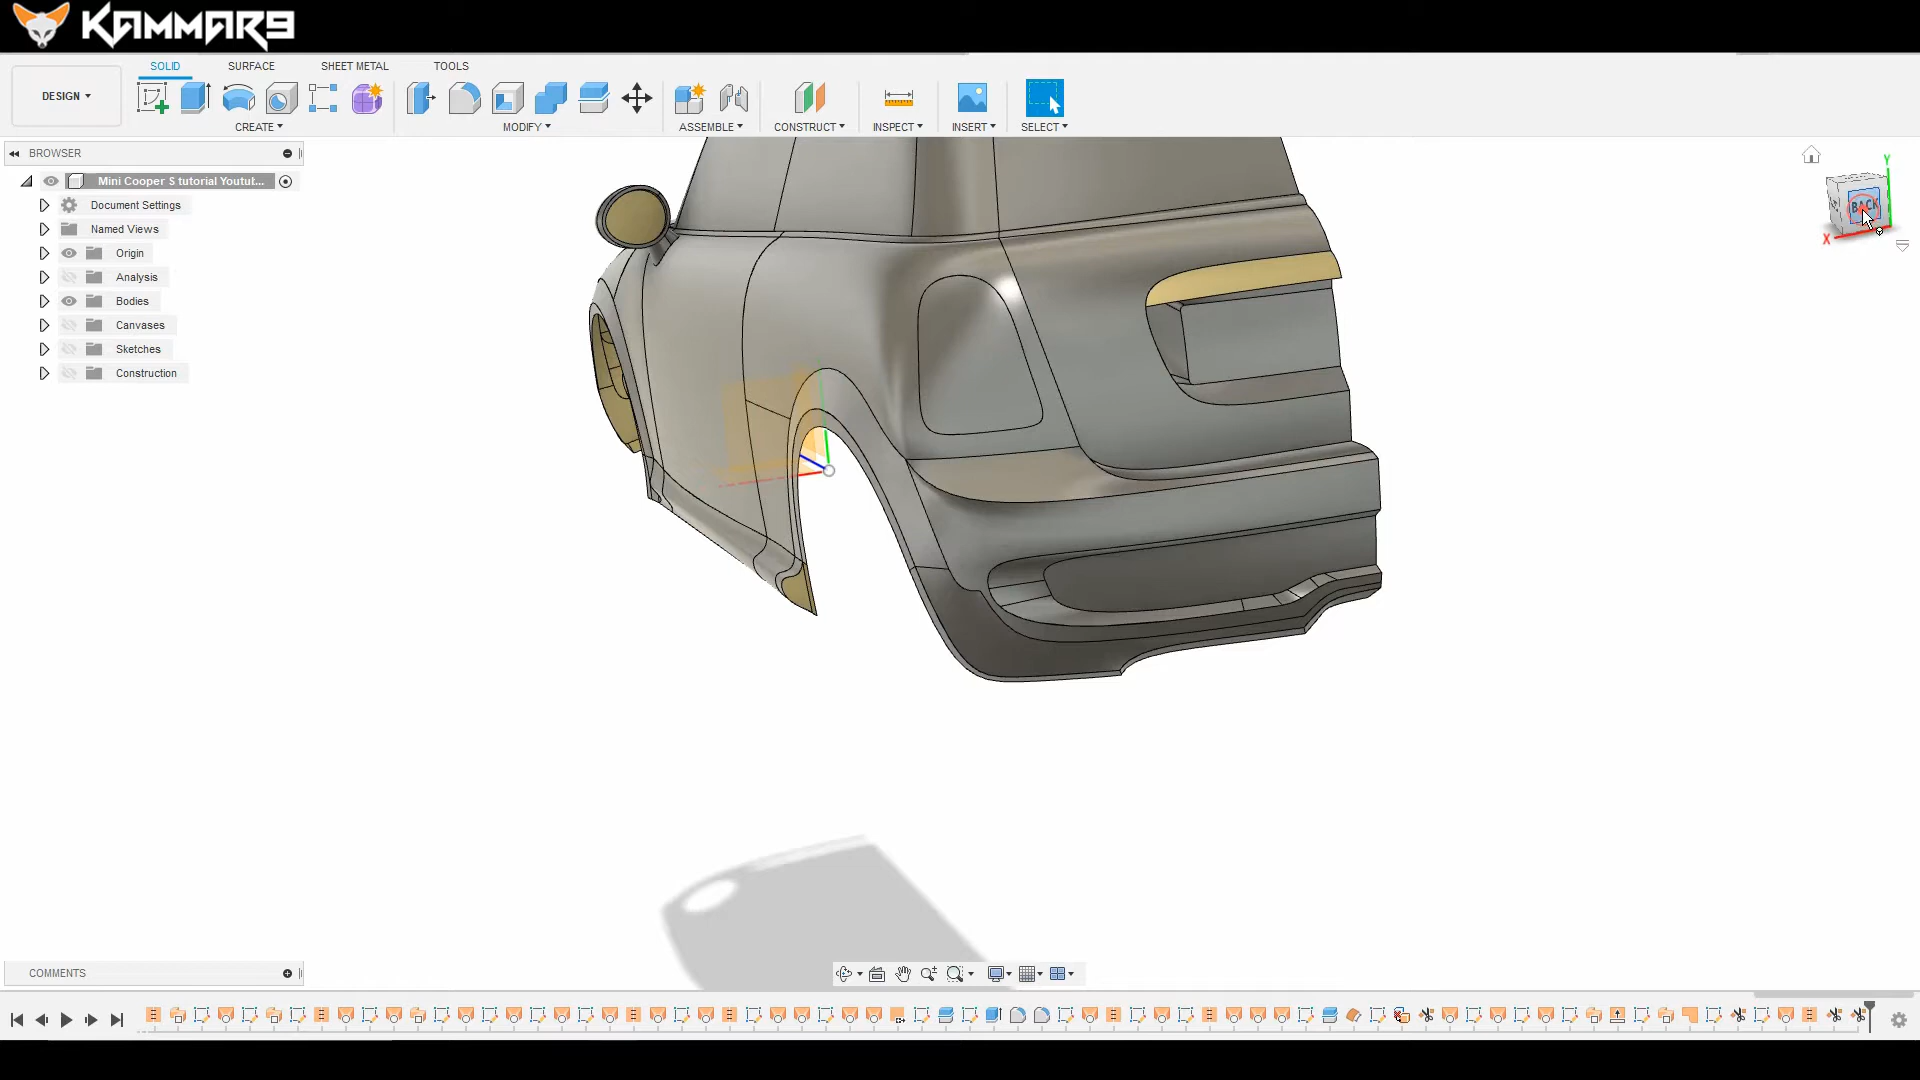 KAMMAR9
DESIGN
SOLID
SURFACE
SHEET METAL
TOOLS
CREATE
MODIFY
ASSEMBLE
CONSTRUCT
INSPECT
INSERT
SELECT
BROWSER
Mini Cooper S tutorial Youtut...
Document Settings
Named Views
Origin
Analysis
Bodies
Canvases
Sketches
Construction
Y
BACK
X
COMMENTS